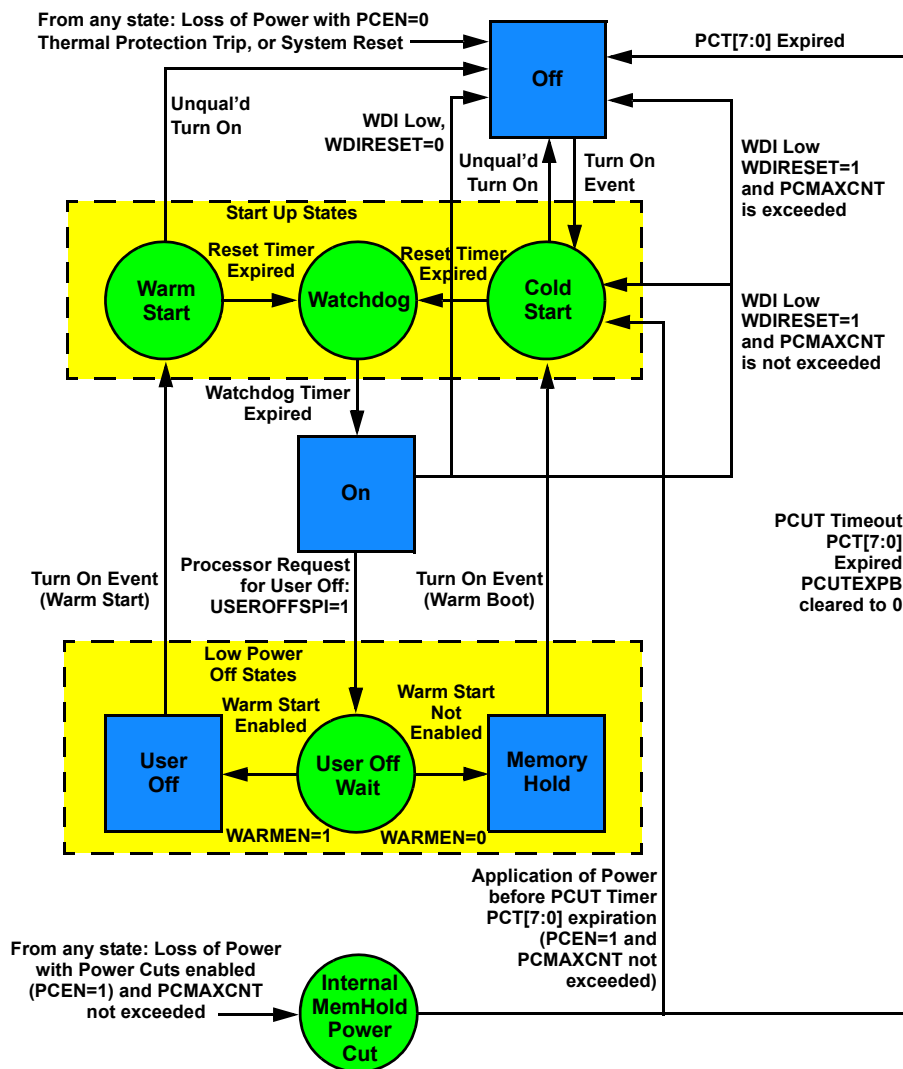 From any state: Loss of Power with PCEN=0
Thermal Protection Trip, or System Reset
PCT[7:0] Expired
Off
Unqual'd
Turn On
WDI Low,
WDIRESET=0
Unqual'd
Turn On
Turn On
Event
WDI Low
WDIRESET=1
and PCMAXCNT
is exceeded
Start Up States
Warm
Start
Reset Timer
Expired
Watchdog
Reset Timer
Expired
Cold
Start
WDI Low
WDIRESET=1
and PCMAXCNT
is not exceeded
Watchdog Timer
Expired
On
Turn On Event
(Warm Start)
Processor Request
for User Off:
USEROFFSPI=1
Turn On Event
(Warm Boot)
PCUT Timeout
PCT[7:0]
Expired
PCUTEXPB
cleared to 0
Low Power
Off States
Warm Start
Enabled
Warm Start
Not
Enabled
User
Off
User Off
Wait
Memory
Hold
WARMEN=1
WARMEN=0
Application of Power
before PCUT Timer
PCT[7:0] expiration
(PCEN=1 and
PCMAXCNT not
exceeded)
From any state: Loss of Power
with Power Cuts enabled
(PCEN=1) and PCMAXCNT
not exceeded
Internal
MemHold
Power
Cut